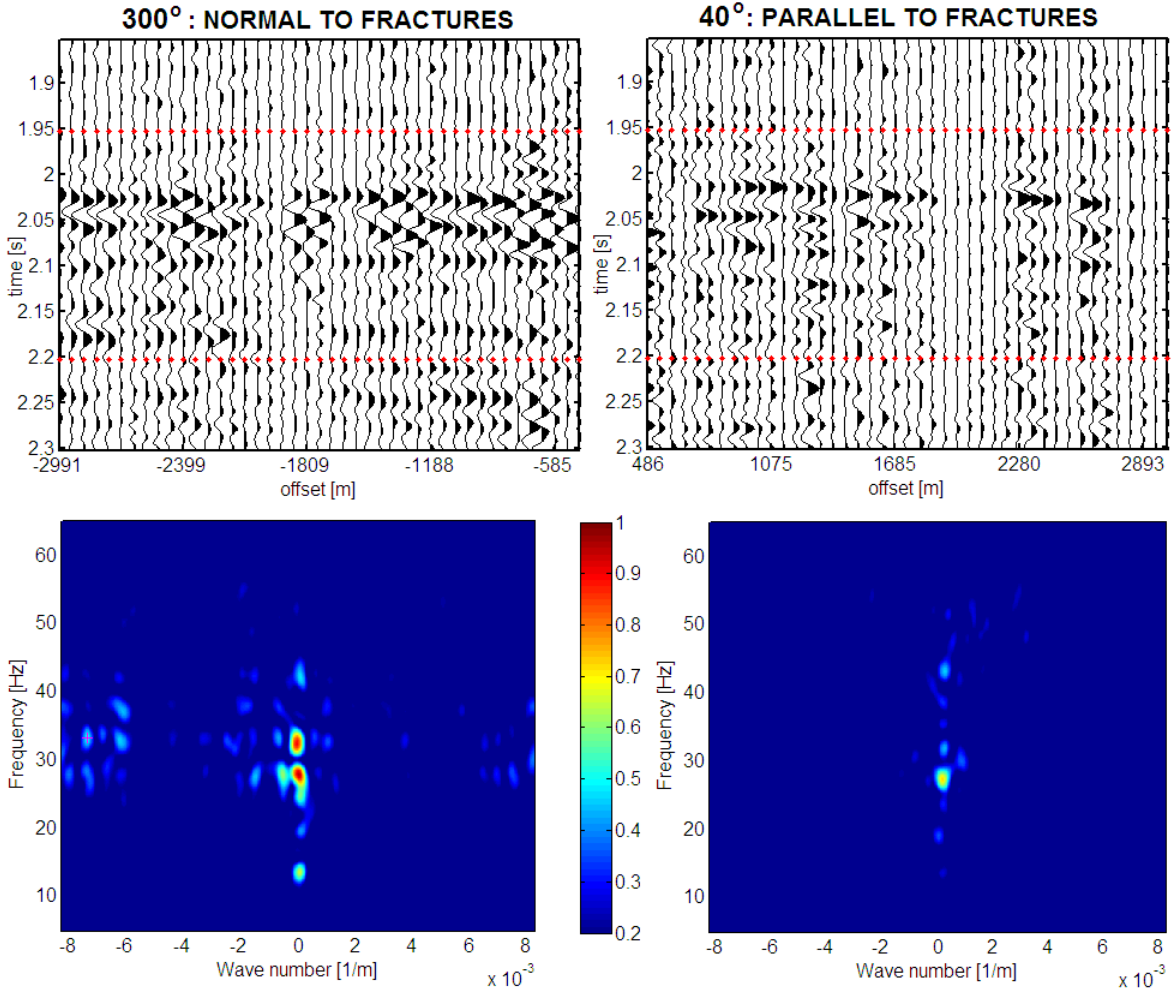 300°: NORMAL TO FRACTURES
40°: PARALLEL TO FRACTURES
1.9
1.95
2
2.05
2.1
2.15
2.2
2.25
2.3
time [s]
-2991 -2399 -1809 -1188 -585
offset [m]
1.9
1.95
2
2.05
2.1
2.15
2.2
2.25
2.3
time [s]
486 1075 1685 2280 2893
offset [m]
60
50
40
30
20
10
Frequency [Hz]
-8 -6 -4 -2 0 2 4 6 8
Wave number [1/m]
x 10⁻³
1
0.9
0.8
0.7
0.6
0.5
0.4
0.3
0.2
60
50
40
30
20
10
Frequency [Hz]
-8 -6 -4 -2 0 2 4 6 8
Wave number [1/m]
x 10⁻³